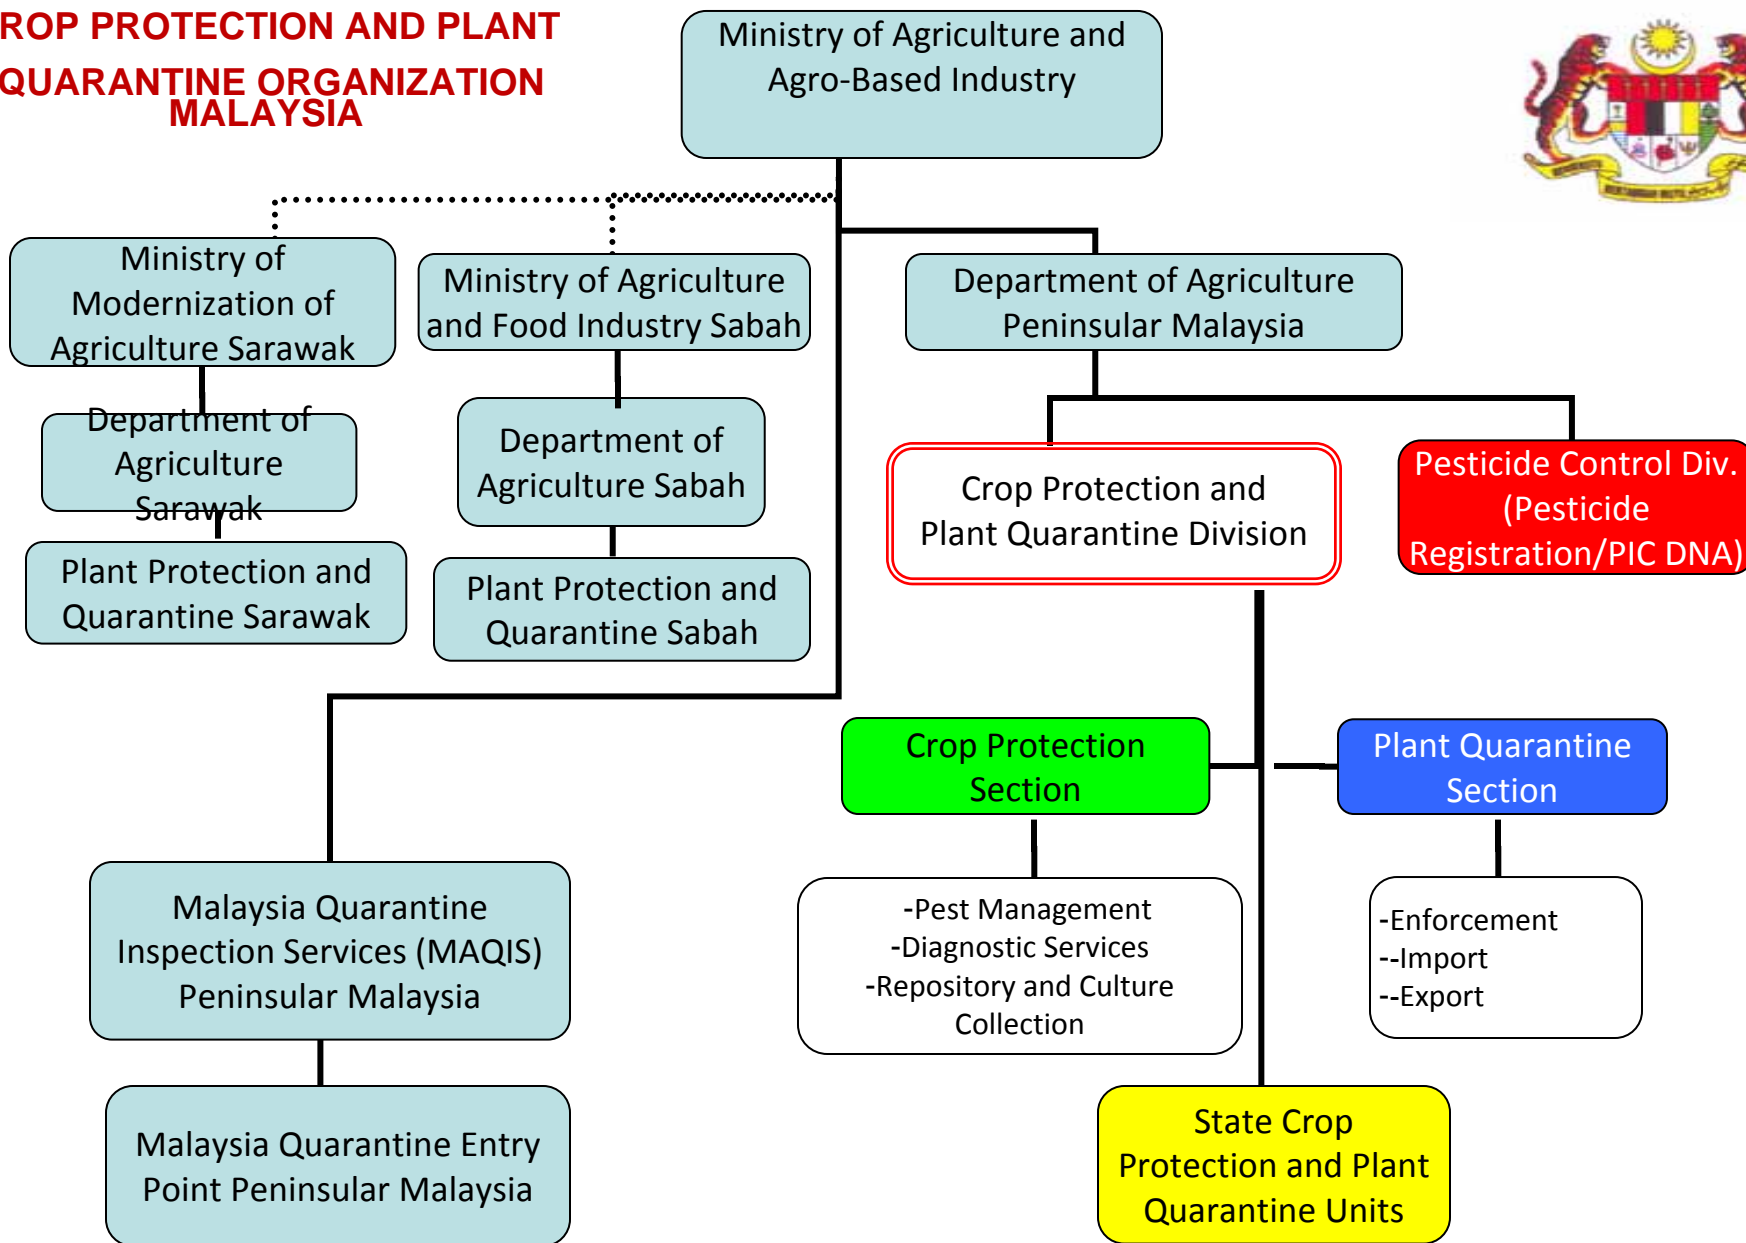 ROP PROTECTION AND PLANT
QUARANTINE ORGANIZATION
MALAYSIA
Ministry of Agriculture and
Agro-Based Industry
Ministry of
Modernization of
Agriculture Sarawak
Ministry of Agriculture
and Food Industry Sabah
Department of Agriculture
Peninsular Malaysia
Department of
Agriculture
Sarawak
Department of
Agriculture Sabah
Crop Protection and
Plant Quarantine Division
Pesticide Control Div.
(Pesticide
Registration/PIC DNA)
Plant Protection and
Quarantine Sarawak
Plant Protection and
Quarantine Sabah
Crop Protection
Section
Plant Quarantine
Section
Malaysia Quarantine
Inspection Services (MAQIS)
Peninsular Malaysia
-Pest Management
-Diagnostic Services
-Repository and Culture
Collection
-Enforcement
--Import
--Export
Malaysia Quarantine Entry
Point Peninsular Malaysia
State Crop
Protection and Plant
Quarantine Units